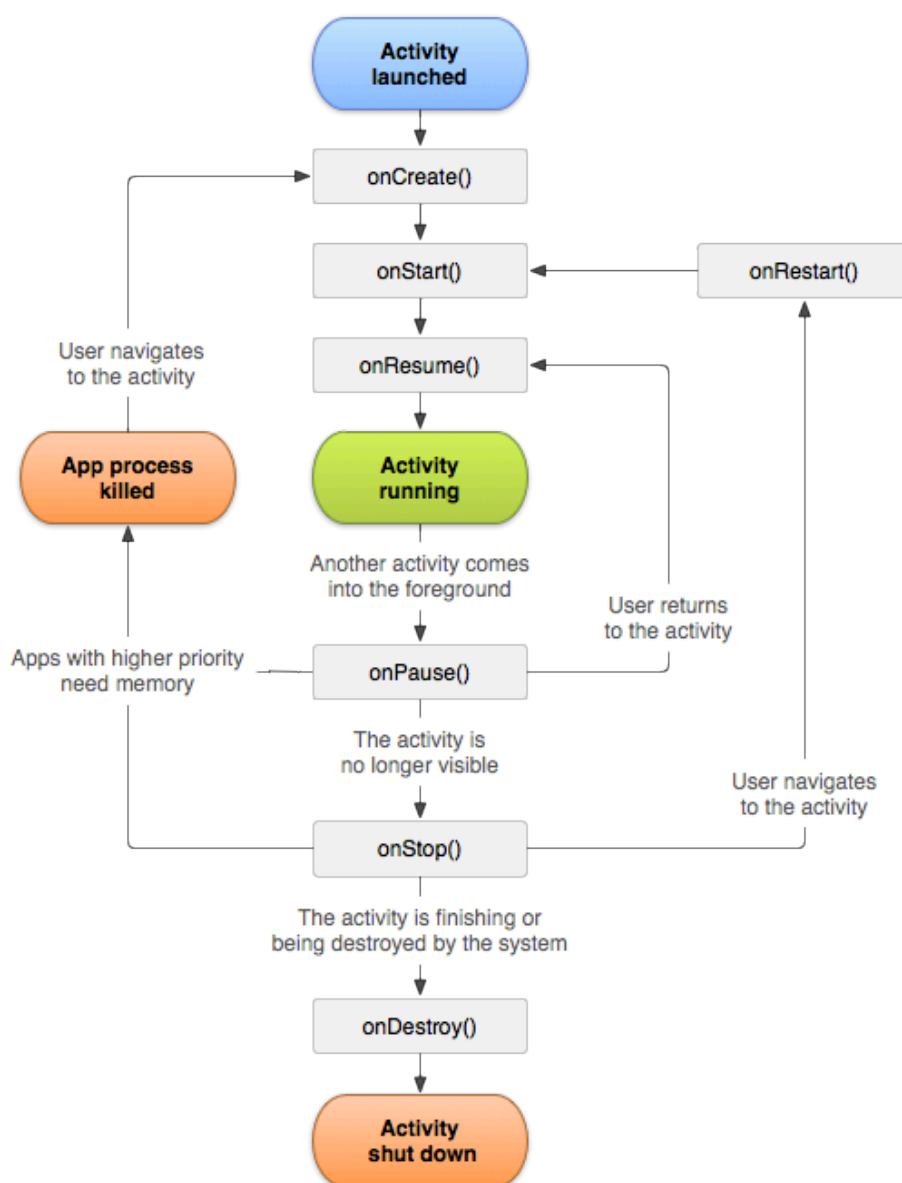 Activity
launched
onCreate()
onStart()
onRestart()
User navigates
to the activity
onResume()
App process
killed
Activity
running
Another activity comes
into the foreground
User returns
to the activity
Apps with higher priority
need memory
onPause()
The activity is
no longer visible
User navigates
to the activity
onStop()
The activity is finishing or
being destroyed by the system
onDestroy()
Activity
shut down